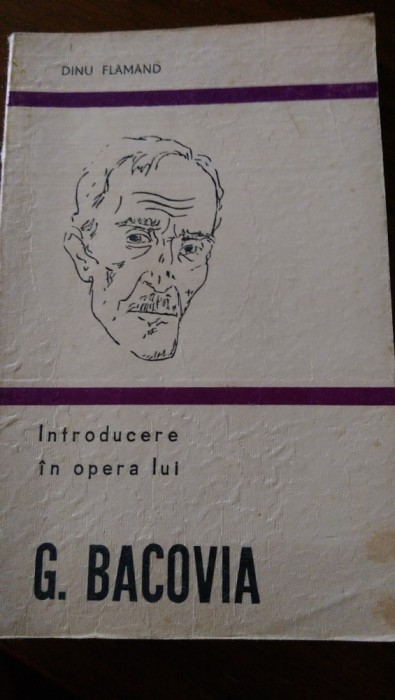 DINU FLAMAND
Introducere
în opera lui
G. BACOVIA